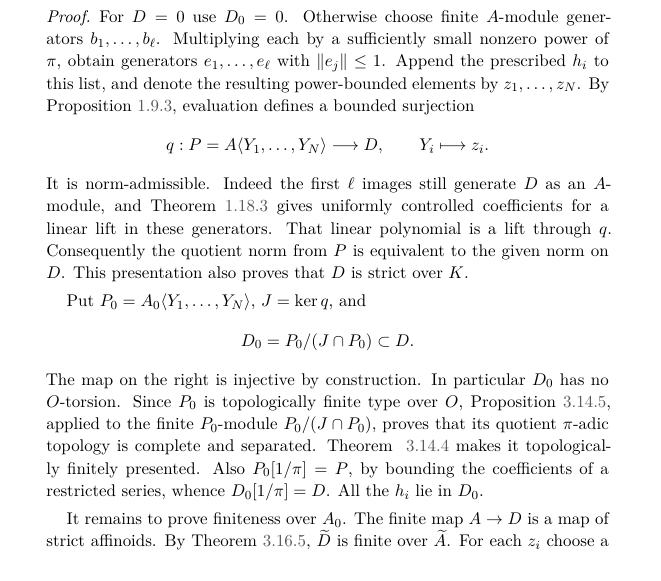 Proof. For D = 0 use D₀ = 0. Otherwise choose finite A-module gener-
ators b₁, . . . , bℓ. Multiplying each by a sufficiently small nonzero power of
π, obtain generators e₁, . . . , eℓ with ‖eⱼ‖ ≤ 1. Append the prescribed hᵢ to
this list, and denote the resulting power-bounded elements by z₁, . . . , z_N. By
Proposition 1.9.3, evaluation defines a bounded surjection
q : P = A⟨Y₁, . . . , Y_N⟩ ⟶ D, Yᵢ ⟼ zᵢ.
It is norm-admissible. Indeed the first ℓ images still generate D as an A-
module, and Theorem 1.18.3 gives uniformly controlled coefficients for a
linear lift in these generators. That linear polynomial is a lift through q.
Consequently the quotient norm from P is equivalent to the given norm on
D. This presentation also proves that D is strict over K.
Put P₀ = A₀⟨Y₁, . . . , Y_N⟩, J = ker q, and
D₀ = P₀/(J ∩ P₀) ⊂ D.
The map on the right is injective by construction. In particular D₀ has no
O-torsion. Since P₀ is topologically finite type over O, Proposition 3.14.5,
applied to the finite P₀-module P₀/(J ∩ P₀), proves that its quotient π-adic
topology is complete and separated. Theorem 3.14.4 makes it topological-
ly finitely presented. Also P₀[1/π] = P, by bounding the coefficients of a
restricted series, whence D₀[1/π] = D. All the hᵢ lie in D₀.
It remains to prove finiteness over A₀. The finite map A → D is a map of
strict affinoids. By Theorem 3.16.5, D̃ is finite over Ã. For each zᵢ choose a